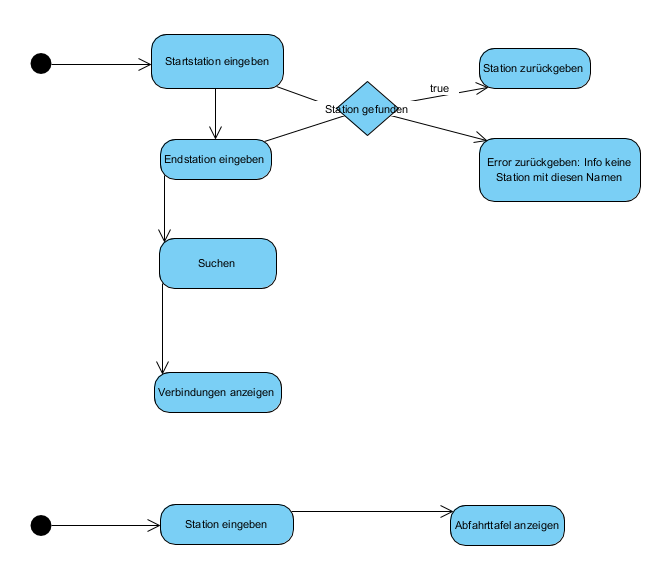 Startstation eingeben
true
Station zurückgeben
Station gefunden
Endstation eingeben
Error zurückgeben: Info keine
Station mit diesen Namen
Suchen
Verbindungen anzeigen
Station eingeben
Abfahrttafel anzeigen